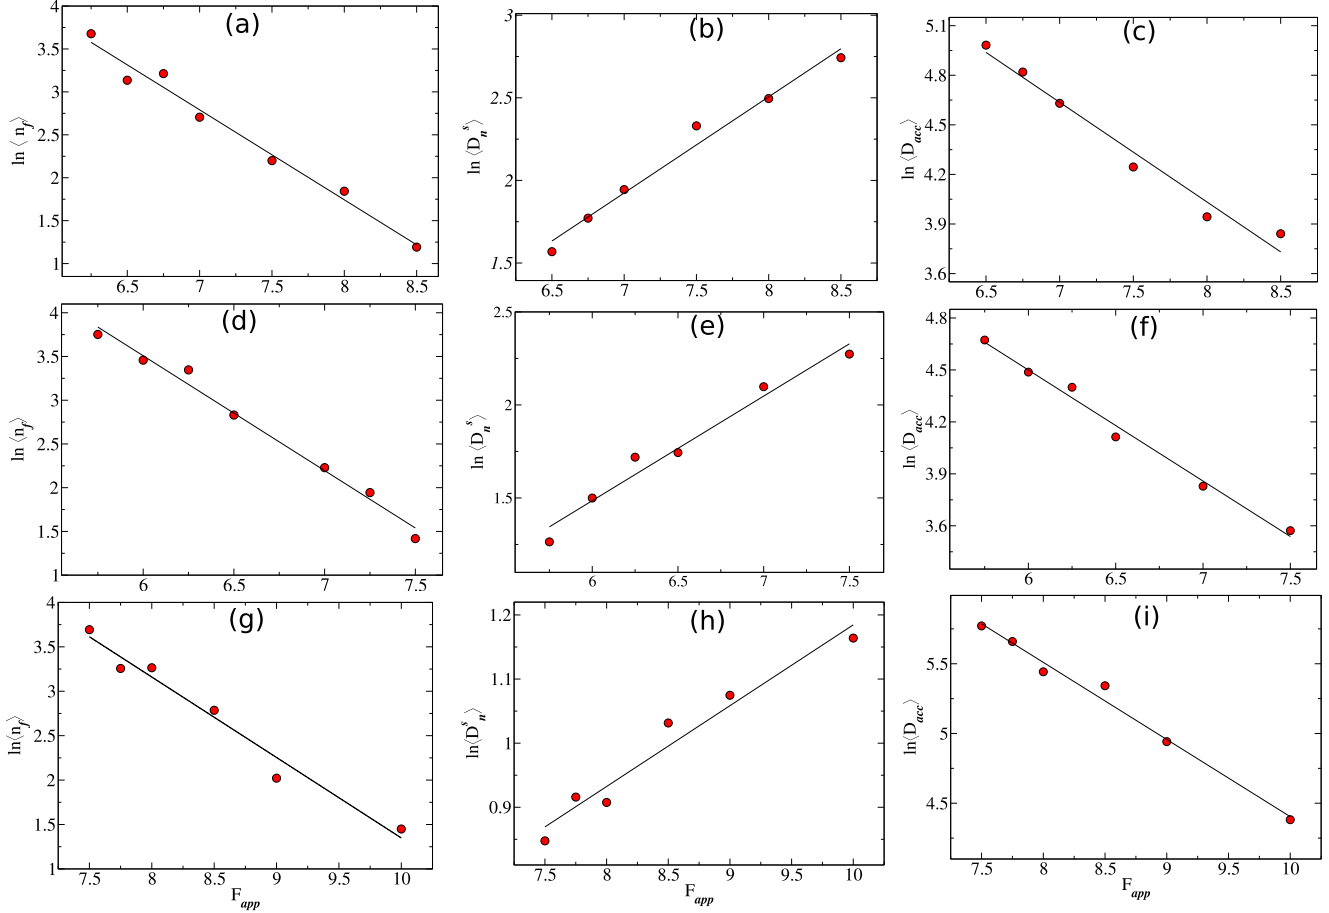 (a)
ln ⟨ n_f⟩
4
3.5
3
2.5
2
1.5
1
6.5 7 7.5 8 8.5
(b)
ln ⟨D_n^s⟩
3
2.5
2
7.5
6.5 7 7.5 8 8.5
(c)
ln ⟨D_acc⟩
5.1
4.8
4.5
4.2
3.9
3.6
6.5 7 7.5 8 8.5
(d)
ln ⟨n_f⟩
4
3.5
3
2.5
2
1.5
1
6 6.5 7 7.5
(e)
ln ⟨D_n^s⟩
2.5
2
1.5
6 6.5 7 7.5
(f)
ln ⟨D_acc⟩
4.8
4.5
4.2
3.9
3.6
6 6.5 7 7.5
(g)
ln⟨n_f⟩
4
3.5
3
2.5
2
1.5
1
7.5 8 8.5 9 9.5 10
F_app
(h)
ln⟨D_n^s⟩
1.2
1.1
1
0.9
7.5 8 8.5 9 9.5 10
F_app
(i)
ln⟨D_acc⟩
5.5
5
4.5
7.5 8 8.5 9 9.5 10
F_app